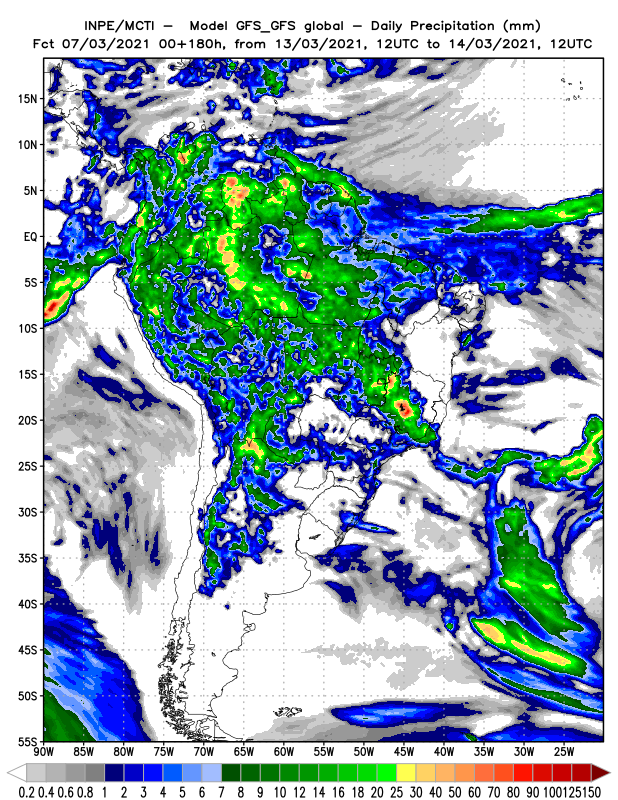 INPE/MCTI – Model GFS_GFS global – Daily Precipitation (mm)
Fct 07/03/2021 00+180h, from 13/03/2021, 12UTC to 14/03/2021, 12UTC
15N
10N
5N
EQ
5S
10S
15S
20S
25S
30S
35S
40S
45S
50S
55S
90W 85W 80W 75W 70W 65W 60W 55W 50W 45W 40W 35W 30W 25W
0.2 0.4 0.6 0.8 1 2 3 4 5 6 7 8 9 10 12 14 16 18 20 25 30 40 50 60 70 80 90 100 125 150